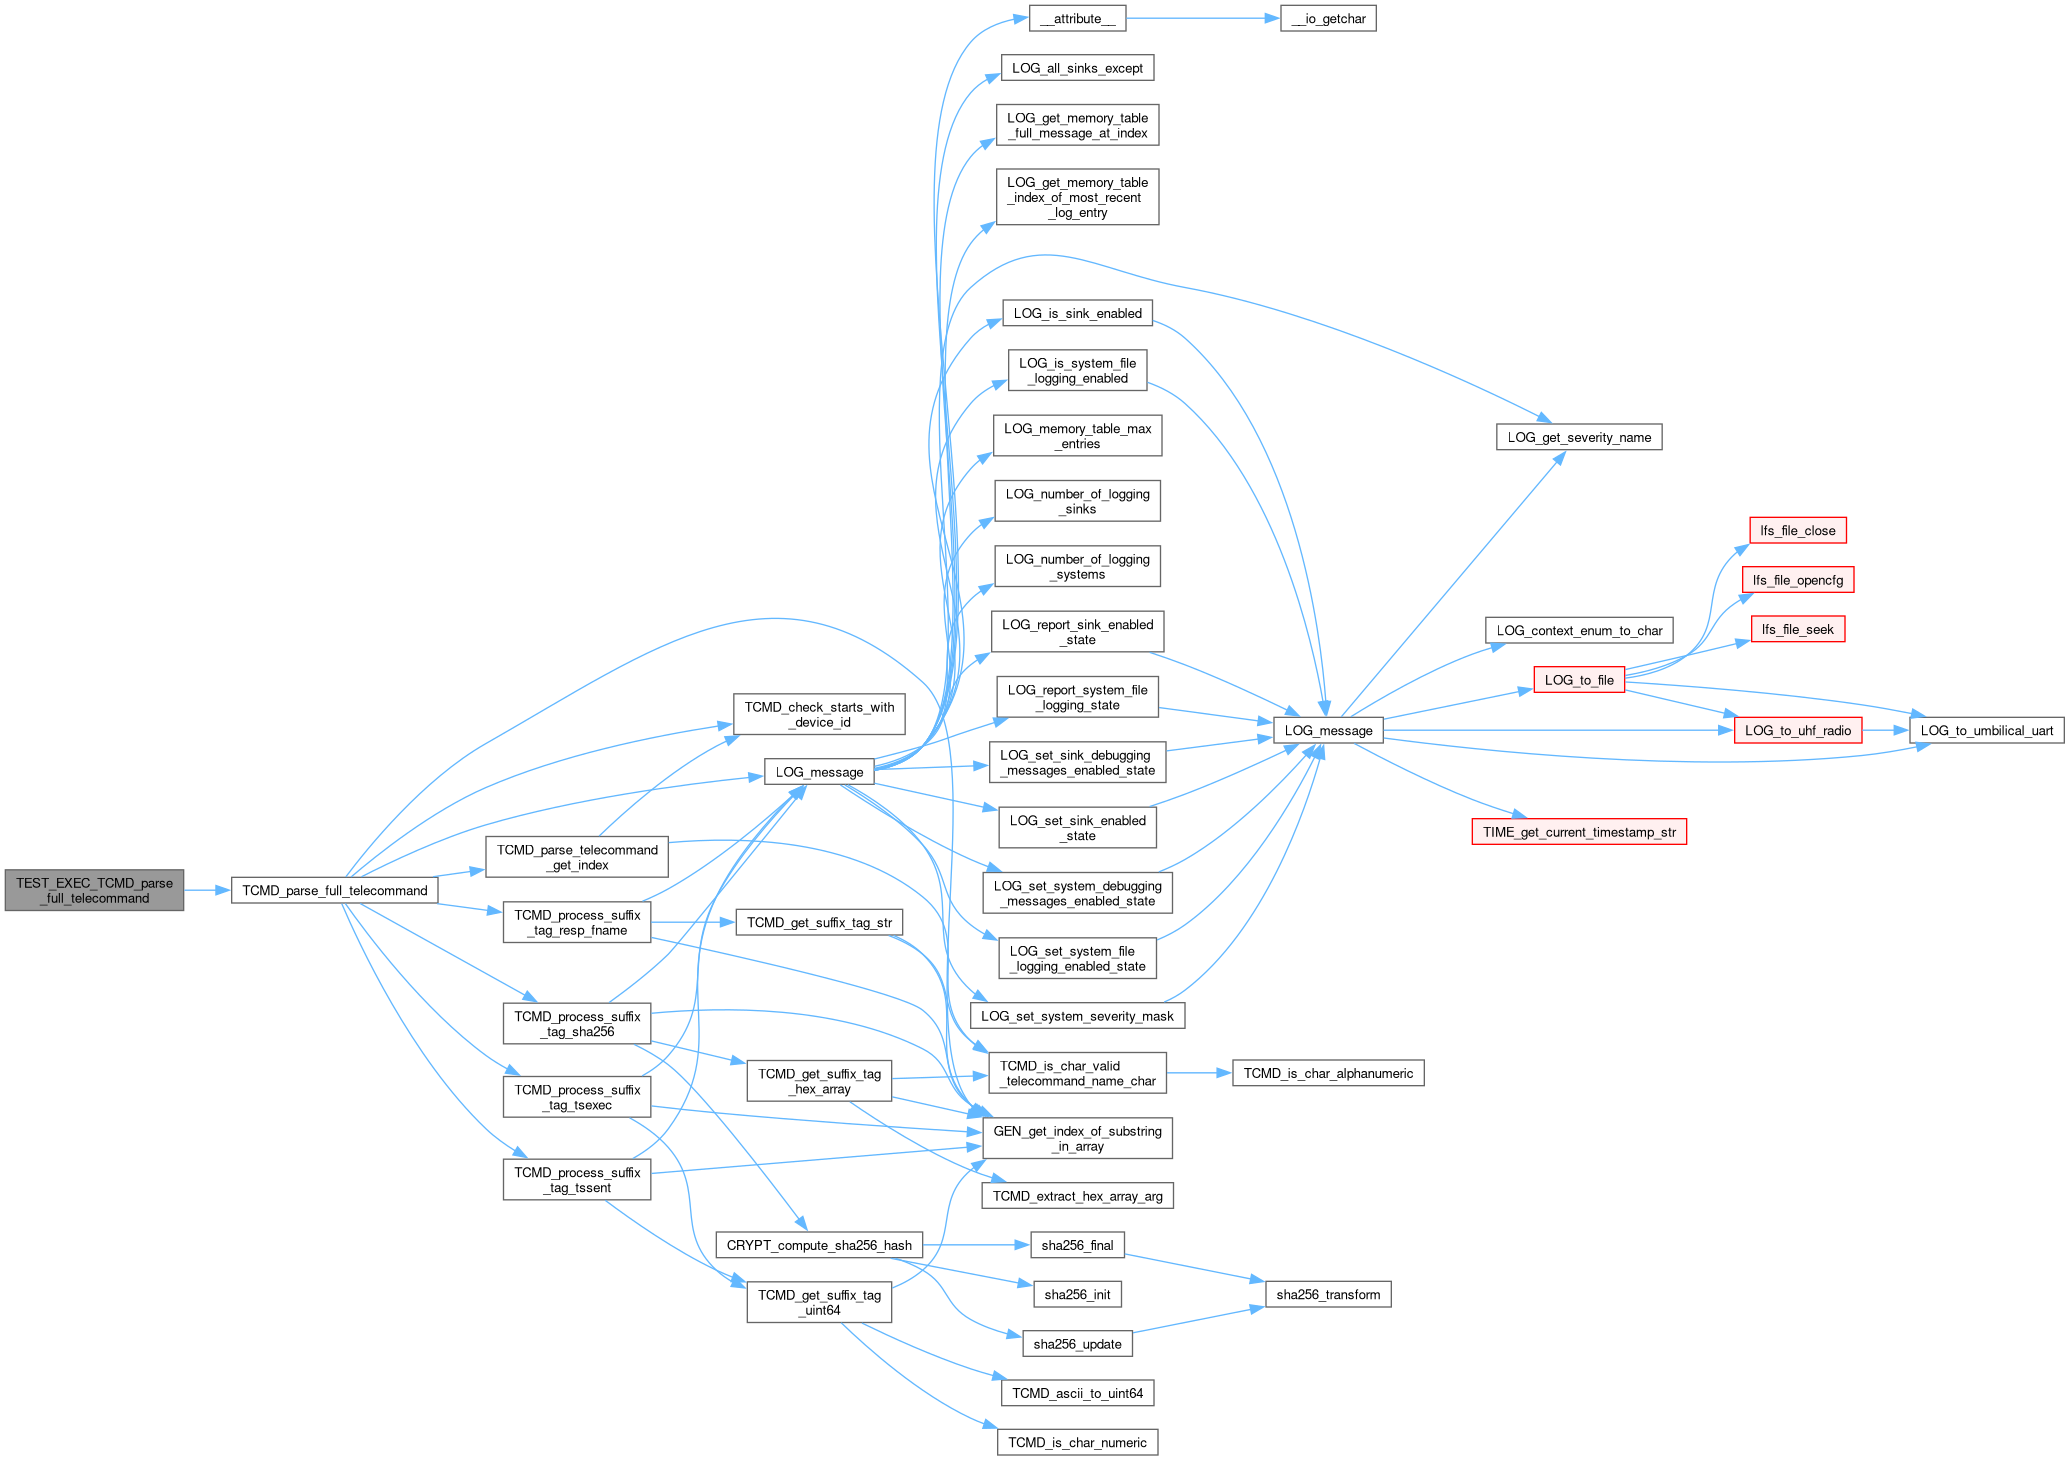 TEST_EXEC_TCMD_parse
_full_telecommand
TCMD_parse_full_telecommand
TCMD_parse_telecommand
_get_index
TCMD_process_suffix
_tag_resp_fname
TCMD_process_suffix
_tag_sha256
TCMD_process_suffix
_tag_tsexec
TCMD_process_suffix
_tag_tssent
TCMD_check_starts_with
_device_id
LOG_message
TCMD_get_suffix_tag_str
TCMD_get_suffix_tag
_hex_array
CRYPT_compute_sha256_hash
TCMD_get_suffix_tag
_uint64
__attribute__
LOG_all_sinks_except
LOG_get_memory_table
_full_message_at_index
LOG_get_memory_table
_index_of_most_recent
_log_entry
LOG_is_sink_enabled
LOG_is_system_file
_logging_enabled
LOG_memory_table_max
_entries
LOG_number_of_logging
_sinks
LOG_number_of_logging
_systems
LOG_report_sink_enabled
_state
LOG_report_system_file
_logging_state
LOG_set_sink_debugging
_messages_enabled_state
LOG_set_sink_enabled
_state
LOG_set_system_debugging
_messages_enabled_state
LOG_set_system_file
_logging_enabled_state
LOG_set_system_severity_mask
TCMD_is_char_valid
_telecommand_name_char
GEN_get_index_of_substring
_in_array
TCMD_extract_hex_array_arg
sha256_final
sha256_init
sha256_update
TCMD_ascii_to_uint64
TCMD_is_char_numeric
__io_getchar
LOG_message
TCMD_is_char_alphanumeric
sha256_transform
LOG_get_severity_name
LOG_context_enum_to_char
LOG_to_file
TIME_get_current_timestamp_str
lfs_file_close
lfs_file_opencfg
lfs_file_seek
LOG_to_uhf_radio
LOG_to_umbilical_uart